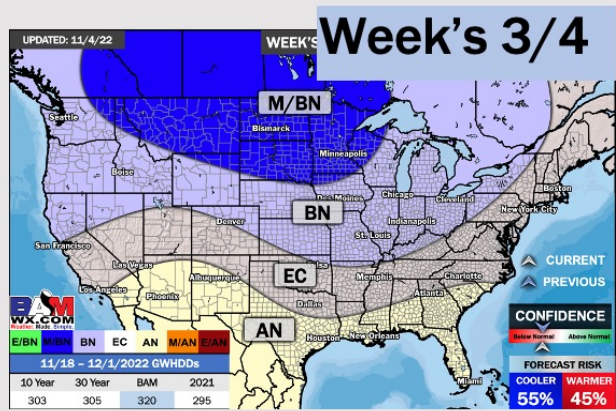 UPDATED: 11/4/22
WEEK'S
Week's 3/4
M/BN
Seattle
Bismarck
Minneapolis
Boise
Des Moines
Chicago
Cleveland
Boston
New York City
BN
Denver
Indianapolis
St. Louis
San Francisco
Las Vegas
Los Angeles
Albuquerque
Phoenix
EC
Memphis
Charlotte
Dallas
Atlanta
AN
Houston
New Orleans
Miami
CURRENT
PREVIOUS
BAM
WX.COM
Weather. Made. Simple.
E/BN M/BN BN EC AN M/AN E/AN
11/18 – 12/1/2022 GWHDDs
10 Year 30 Year BAM 2021
303 305 320 295
CONFIDENCE
Below Normal Above Normal
FORECAST RISK
COOLER WARMER
55% 45%